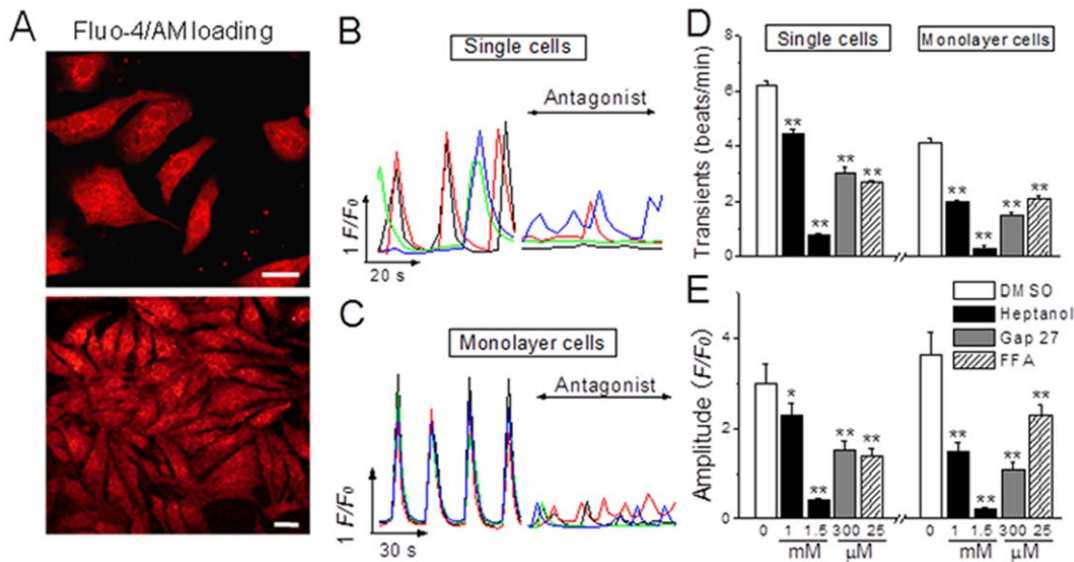 A
Fluo-4/AM loading
B
Single cells
Antagonist
1 F/F0
20 s
C
Monolayer cells
Antagonist
1 F/F0
30 s
D
Single cells
Monolayer cells
Transients (beats/min)
8
6
4
2
0
** ** ** **
** ** ** **
E
DMSO
Heptanol
Gap 27
FFA
Amplitude (F/F0)
4
2
0
* ** ** **
** ** ** **
0 1 1.5 300 25 0 1 1.5 300 25
mM μM mM μM